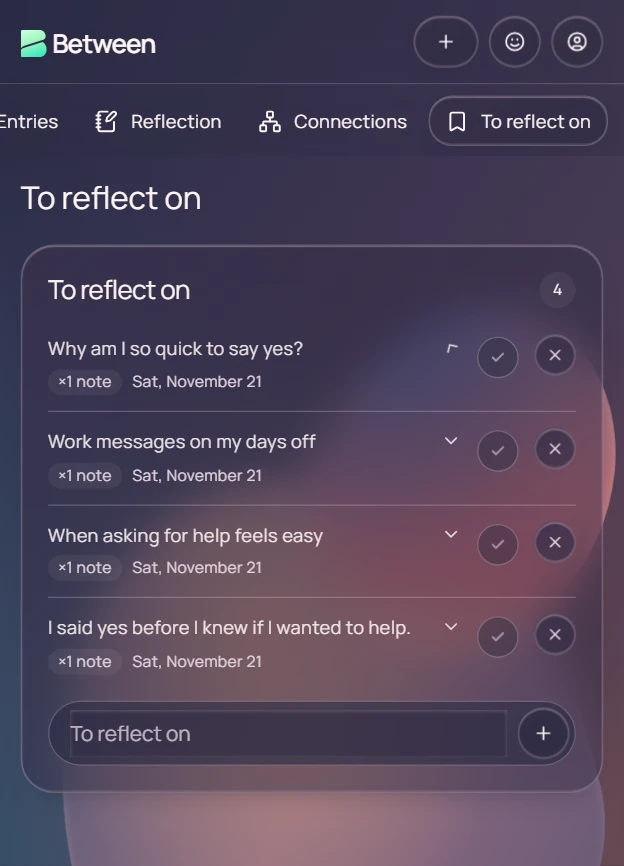 Between
Entries
Reflection
Connections
To reflect on
To reflect on
To reflect on
4
Why am I so quick to say yes?
×1 note
Sat, November 21
Work messages on my days off
×1 note
Sat, November 21
When asking for help feels easy
×1 note
Sat, November 21
I said yes before I knew if I wanted to help.
×1 note
Sat, November 21
To reflect on